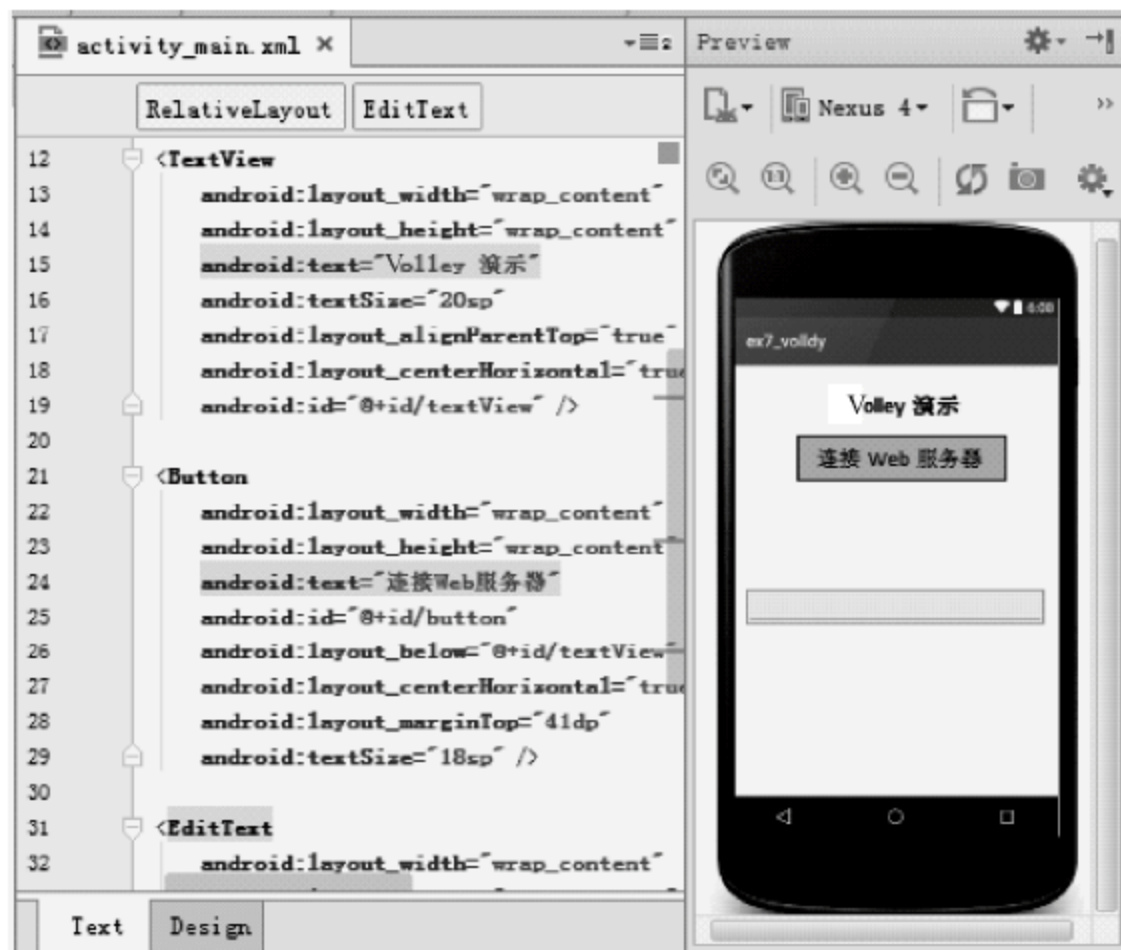 activity_main.xml ×
2
Preview
RelativeLayout EditText
Nexus 4
12 <TextView
13 android:layout_width="wrap_content"
14 android:layout_height="wrap_content"
15 android:text="Volley 演示"
16 android:textSize="20sp"
17 android:layout_alignParentTop="true"
18 android:layout_centerHorizontal="true
19 android:id="@+id/textView" />
20
21 <Button
22 android:layout_width="wrap_content"
23 android:layout_height="wrap_content"
24 android:text="连接Web服务器"
25 android:id="@+id/button"
26 android:layout_below="@+id/textView"
27 android:layout_centerHorizontal="true
28 android:layout_marginTop="41dp"
29 android:textSize="18sp" />
30
31 <EditText
32 android:layout_width="wrap_content"
Text Design
6:00
ex7_volldy
Volley 演示
连接 Web 服务器